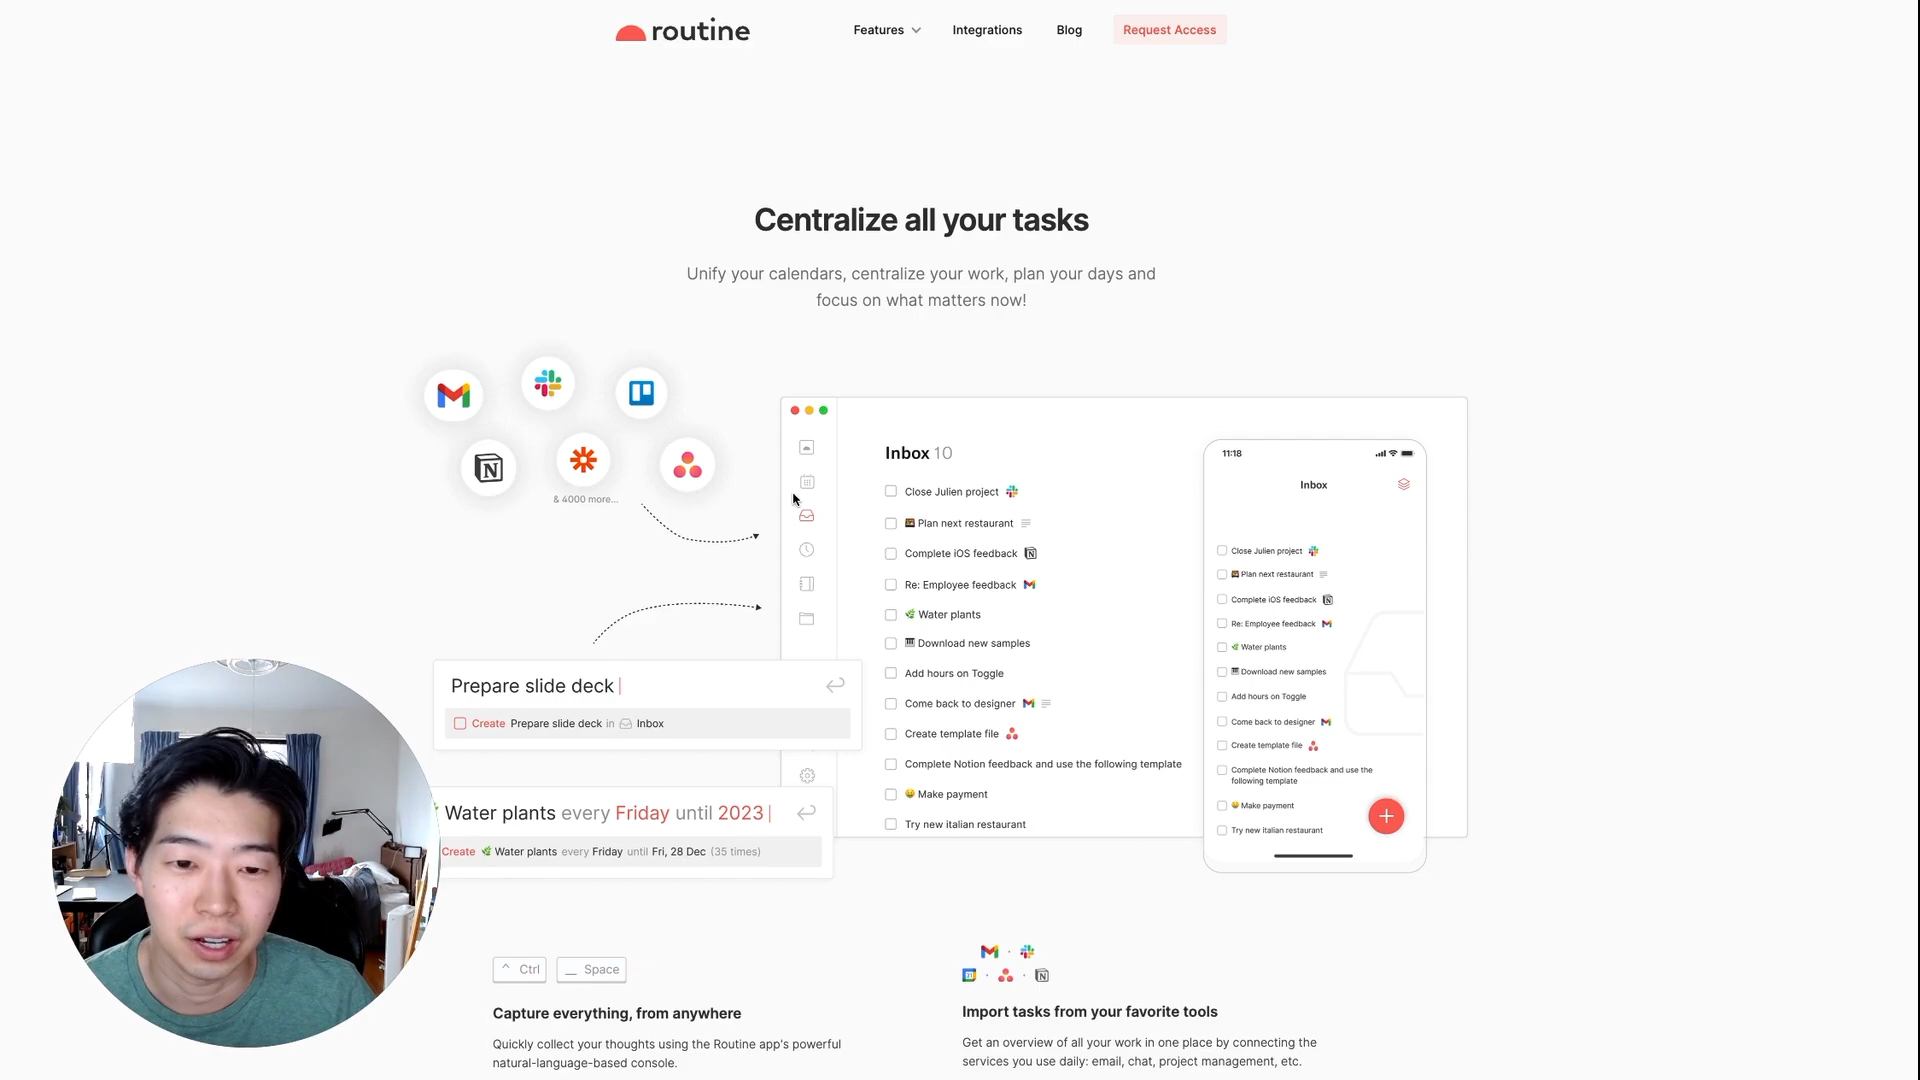 routine
Features
Integrations
Blog
Request Access
Centralize all your tasks
Unify your calendars, centralize your work, plan your days and
focus on what matters now!
& 4000 more...
Prepare slide deck
Create Prepare slide deck in Inbox
Water plants every Friday until 2023
Create Water plants every Friday until Fri, 28 Dec (35 times)
Inbox 10
Close Julien project
Plan next restaurant
Complete iOS feedback
Re: Employee feedback
Water plants
Download new samples
Add hours on Toggle
Come back to designer
Create template file
Complete Notion feedback and use the following template
Make payment
Try new italian restaurant
11:18
Inbox
Close Julien project
Plan next restaurant
Complete iOS feedback
Re: Employee feedback
Water plants
Download new samples
Add hours on Toggle
Come back to designer
Create template file
Complete Notion feedback and use the
following template
Make payment
Try new italian restaurant
^ Ctrl
Space
Capture everything, from anywhere
Quickly collect your thoughts using the Routine app's powerful
natural-language-based console.
Import tasks from your favorite tools
Get an overview of all your work in one place by connecting the
services you use daily: email, chat, project management, etc.